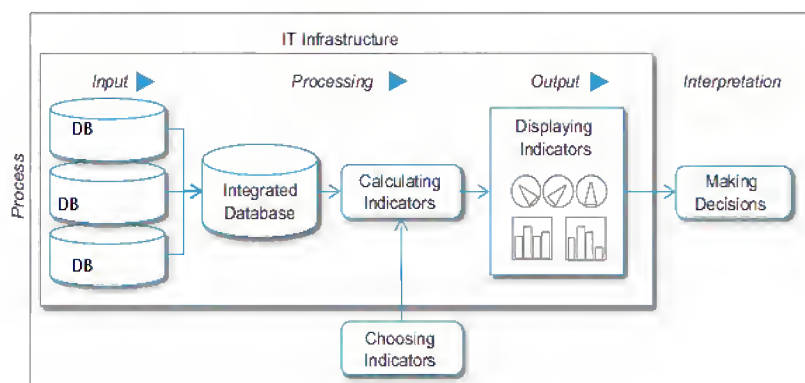 IT Infrastructure
Input
Processing
Output
Interpretation
Process
DB
DB
DB
Integrated
Database
Calculating
Indicators
Displaying
Indicators
Making
Decisions
Choosing
Indicators